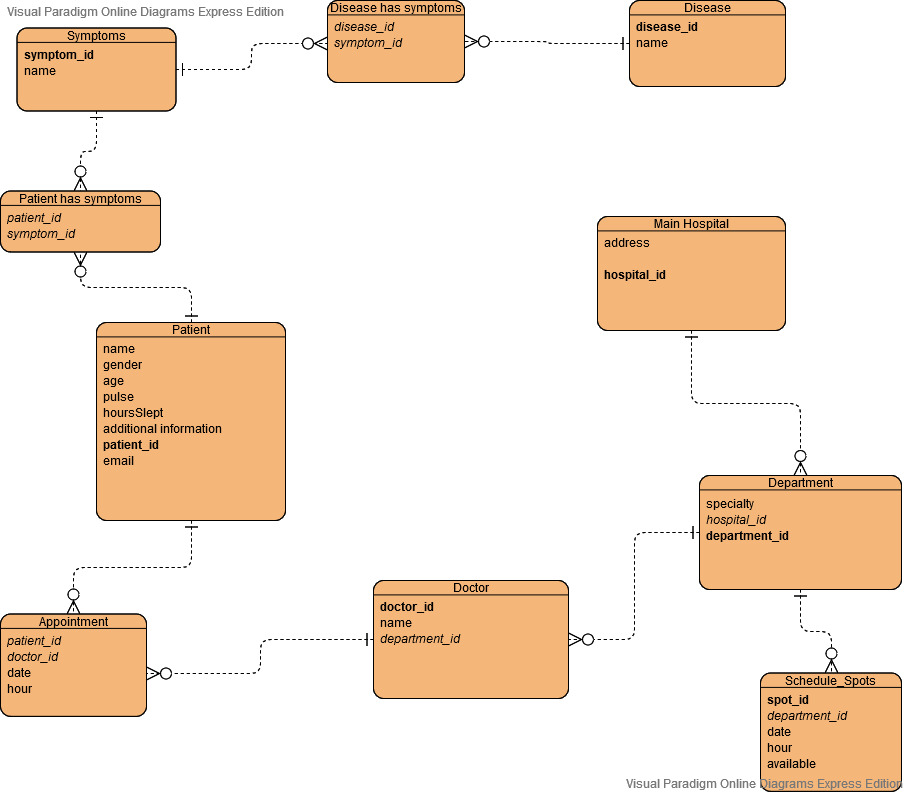 Visual Paradigm Online Diagrams Express Edition
Symptoms
symptom_id
name
Disease has symptoms
disease_id
symptom_id
Disease
disease_id
name
Patient has symptoms
patient_id
symptom_id
Main Hospital
address
hospital_id
Patient
name
gender
age
pulse
hoursSlept
additional information
patient_id
email
Department
specialty
hospital_id
department_id
Doctor
doctor_id
name
department_id
Appointment
patient_id
doctor_id
date
hour
Schedule_Spots
spot_id
department_id
date
hour
available
Visual Paradigm Online Diagrams Express Edition